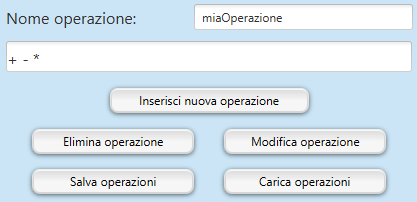 Nome operazione: miaOperazione
+ - *
Inserisci nuova operazione
Elimina operazione Modifica operazione
Salva operazioni Carica operazioni